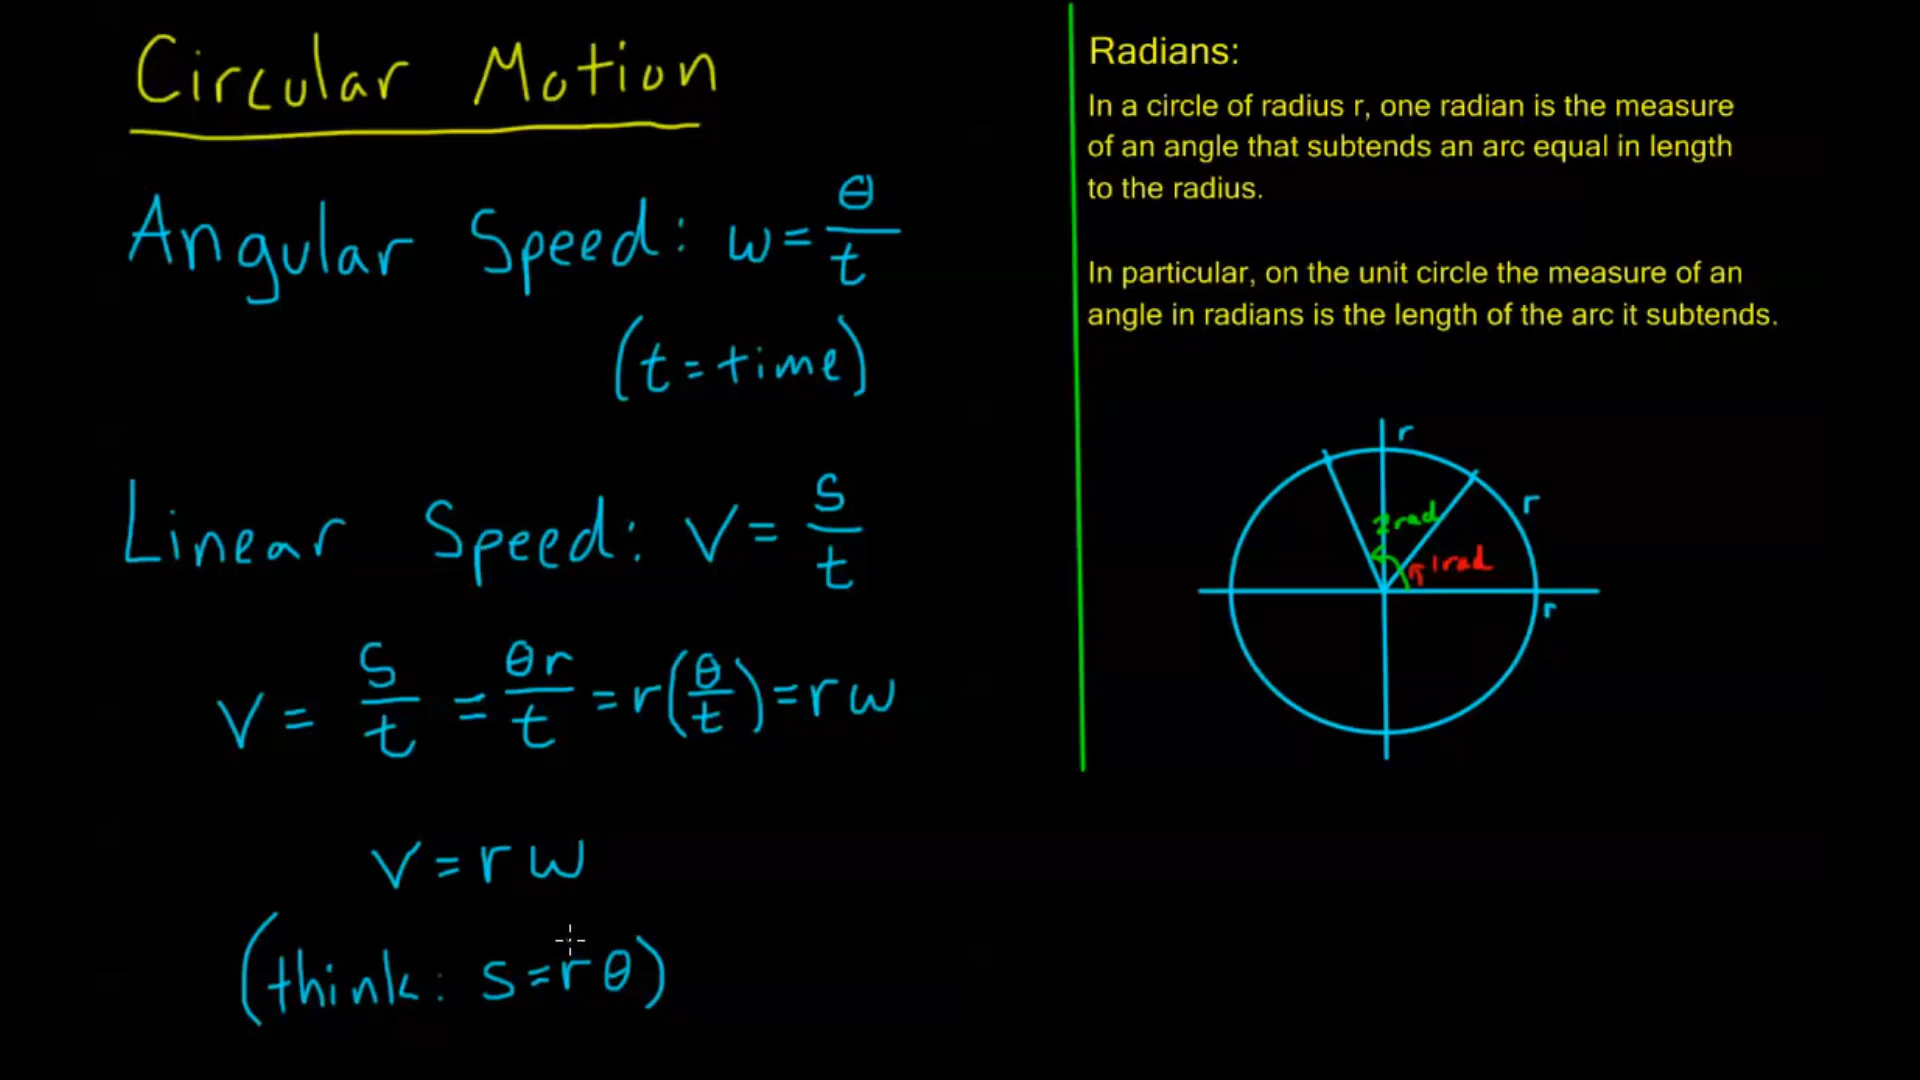 Circular Motion
Angular Speed: w = θ/t
(t = time)
Linear Speed: v = s/t
v = s/t = θr/t = r(θ/t) = rw
v = rw
(think: s = rθ)
Radians:
In a circle of radius r, one radian is the measure
of an angle that subtends an arc equal in length
to the radius.
In particular, on the unit circle the measure of an
angle in radians is the length of the arc it subtends.
r
r
2 rad
1 rad
r